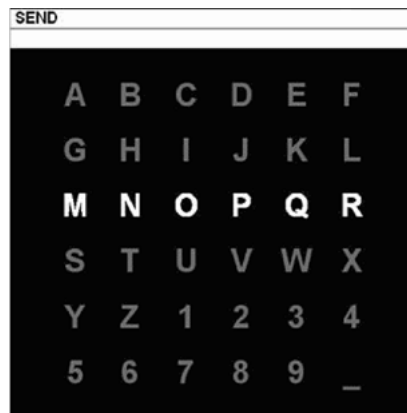 SEND
A B C D E F
G H I J K L
M N O P Q R
S T U V W X
Y Z 1 2 3 4
5 6 7 8 9 _